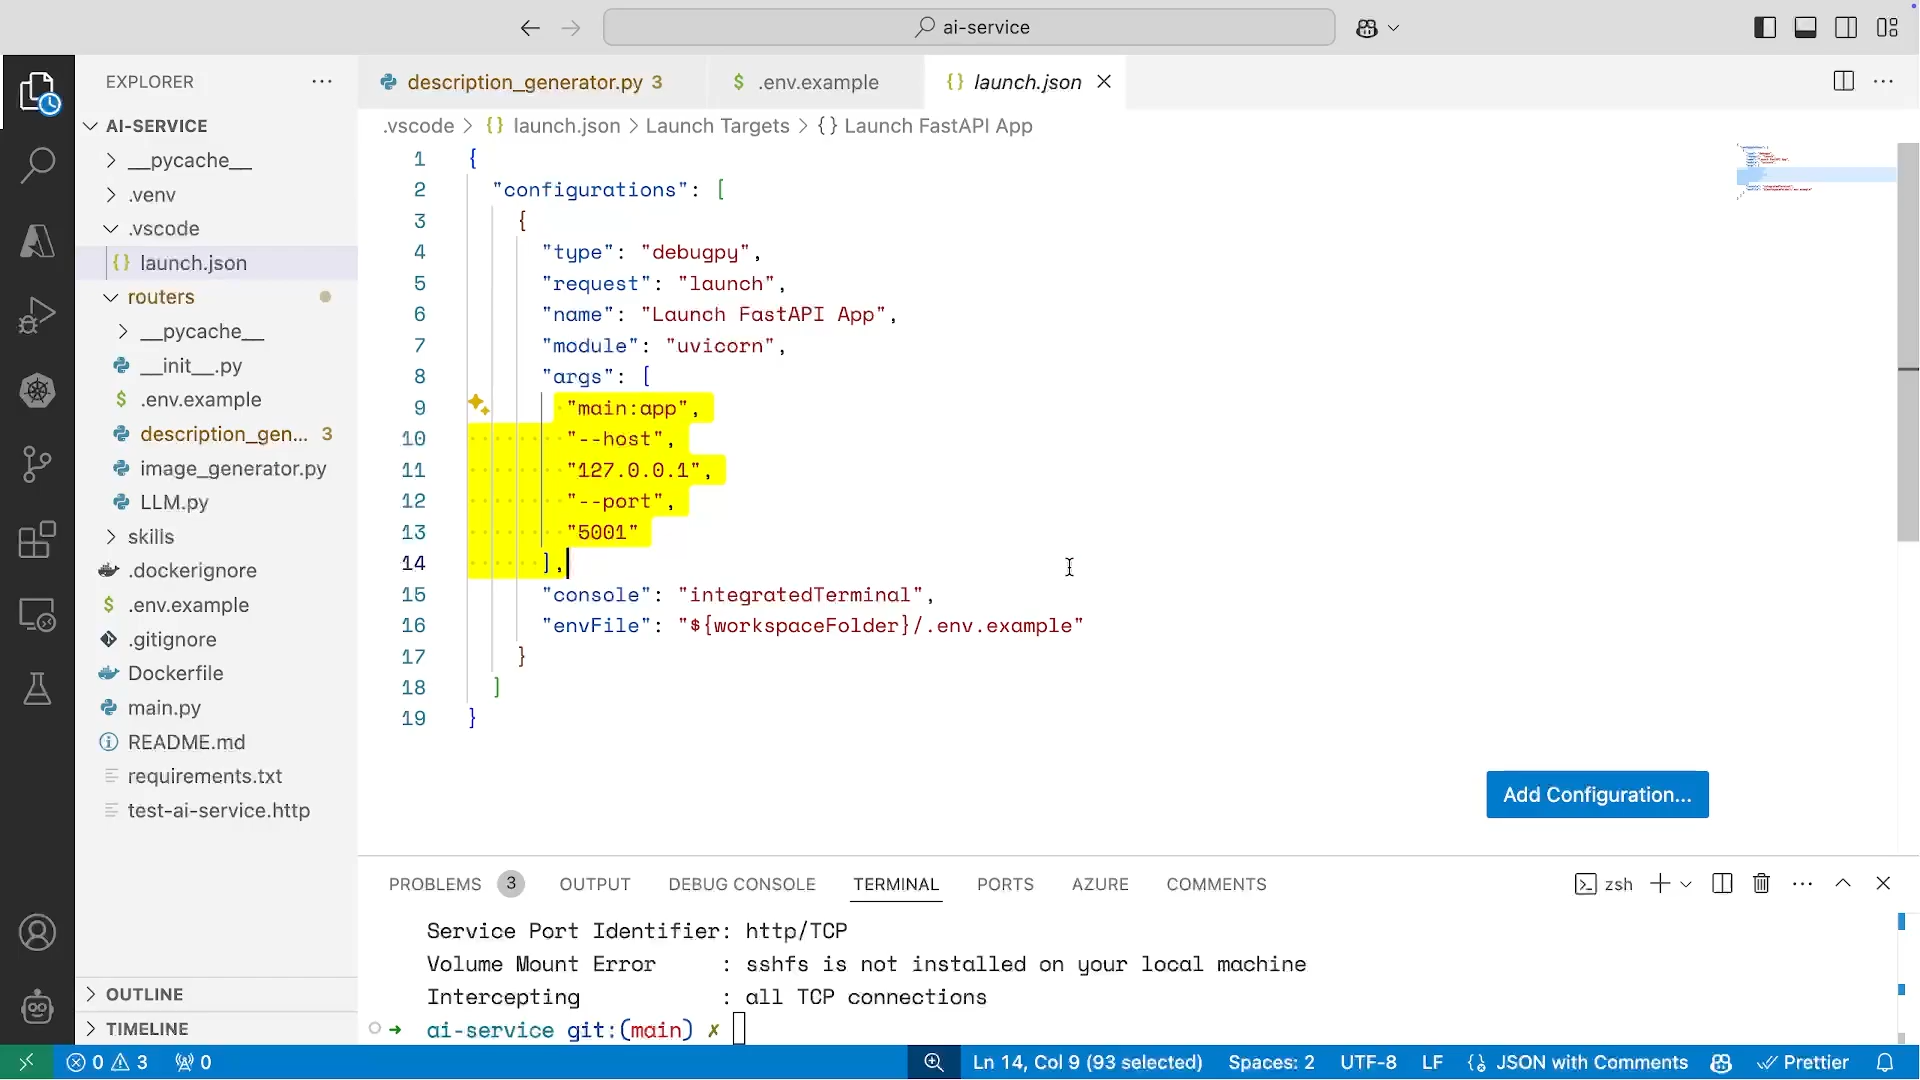 ai-service
EXPLORER
AI-SERVICE
__pycache__
.venv
.vscode
launch.json
routers
__pycache__
__init__.py
$ .env.example
description_gen... 3
image_generator.py
LLM.py
skills
.dockerignore
$ .env.example
.gitignore
Dockerfile
main.py
README.md
requirements.txt
test-ai-service.http
OUTLINE
TIMELINE
description_generator.py 3
$ .env.example
{} launch.json
.vscode > {} launch.json > Launch Targets > {} Launch FastAPI App
1 {
2 "configurations": [
3 {
4 "type": "debugpy",
5 "request": "launch",
6 "name": "Launch FastAPI App",
7 "module": "uvicorn",
8 "args": [
9 "main:app",
10 "--host",
11 "127.0.0.1",
12 "--port",
13 "5001"
14 ],
15 "console": "integratedTerminal",
16 "envFile": "${workspaceFolder}/.env.example"
17 }
18 ]
19 }
Add Configuration...
PROBLEMS 3 OUTPUT DEBUG CONSOLE TERMINAL PORTS AZURE COMMENTS
zsh
Service Port Identifier: http/TCP
Volume Mount Error : sshfs is not installed on your local machine
Intercepting : all TCP connections
➜ ai-service git:(main) ✗
0 3 0 Ln 14, Col 9 (93 selected) Spaces: 2 UTF-8 LF JSON with Comments Prettier